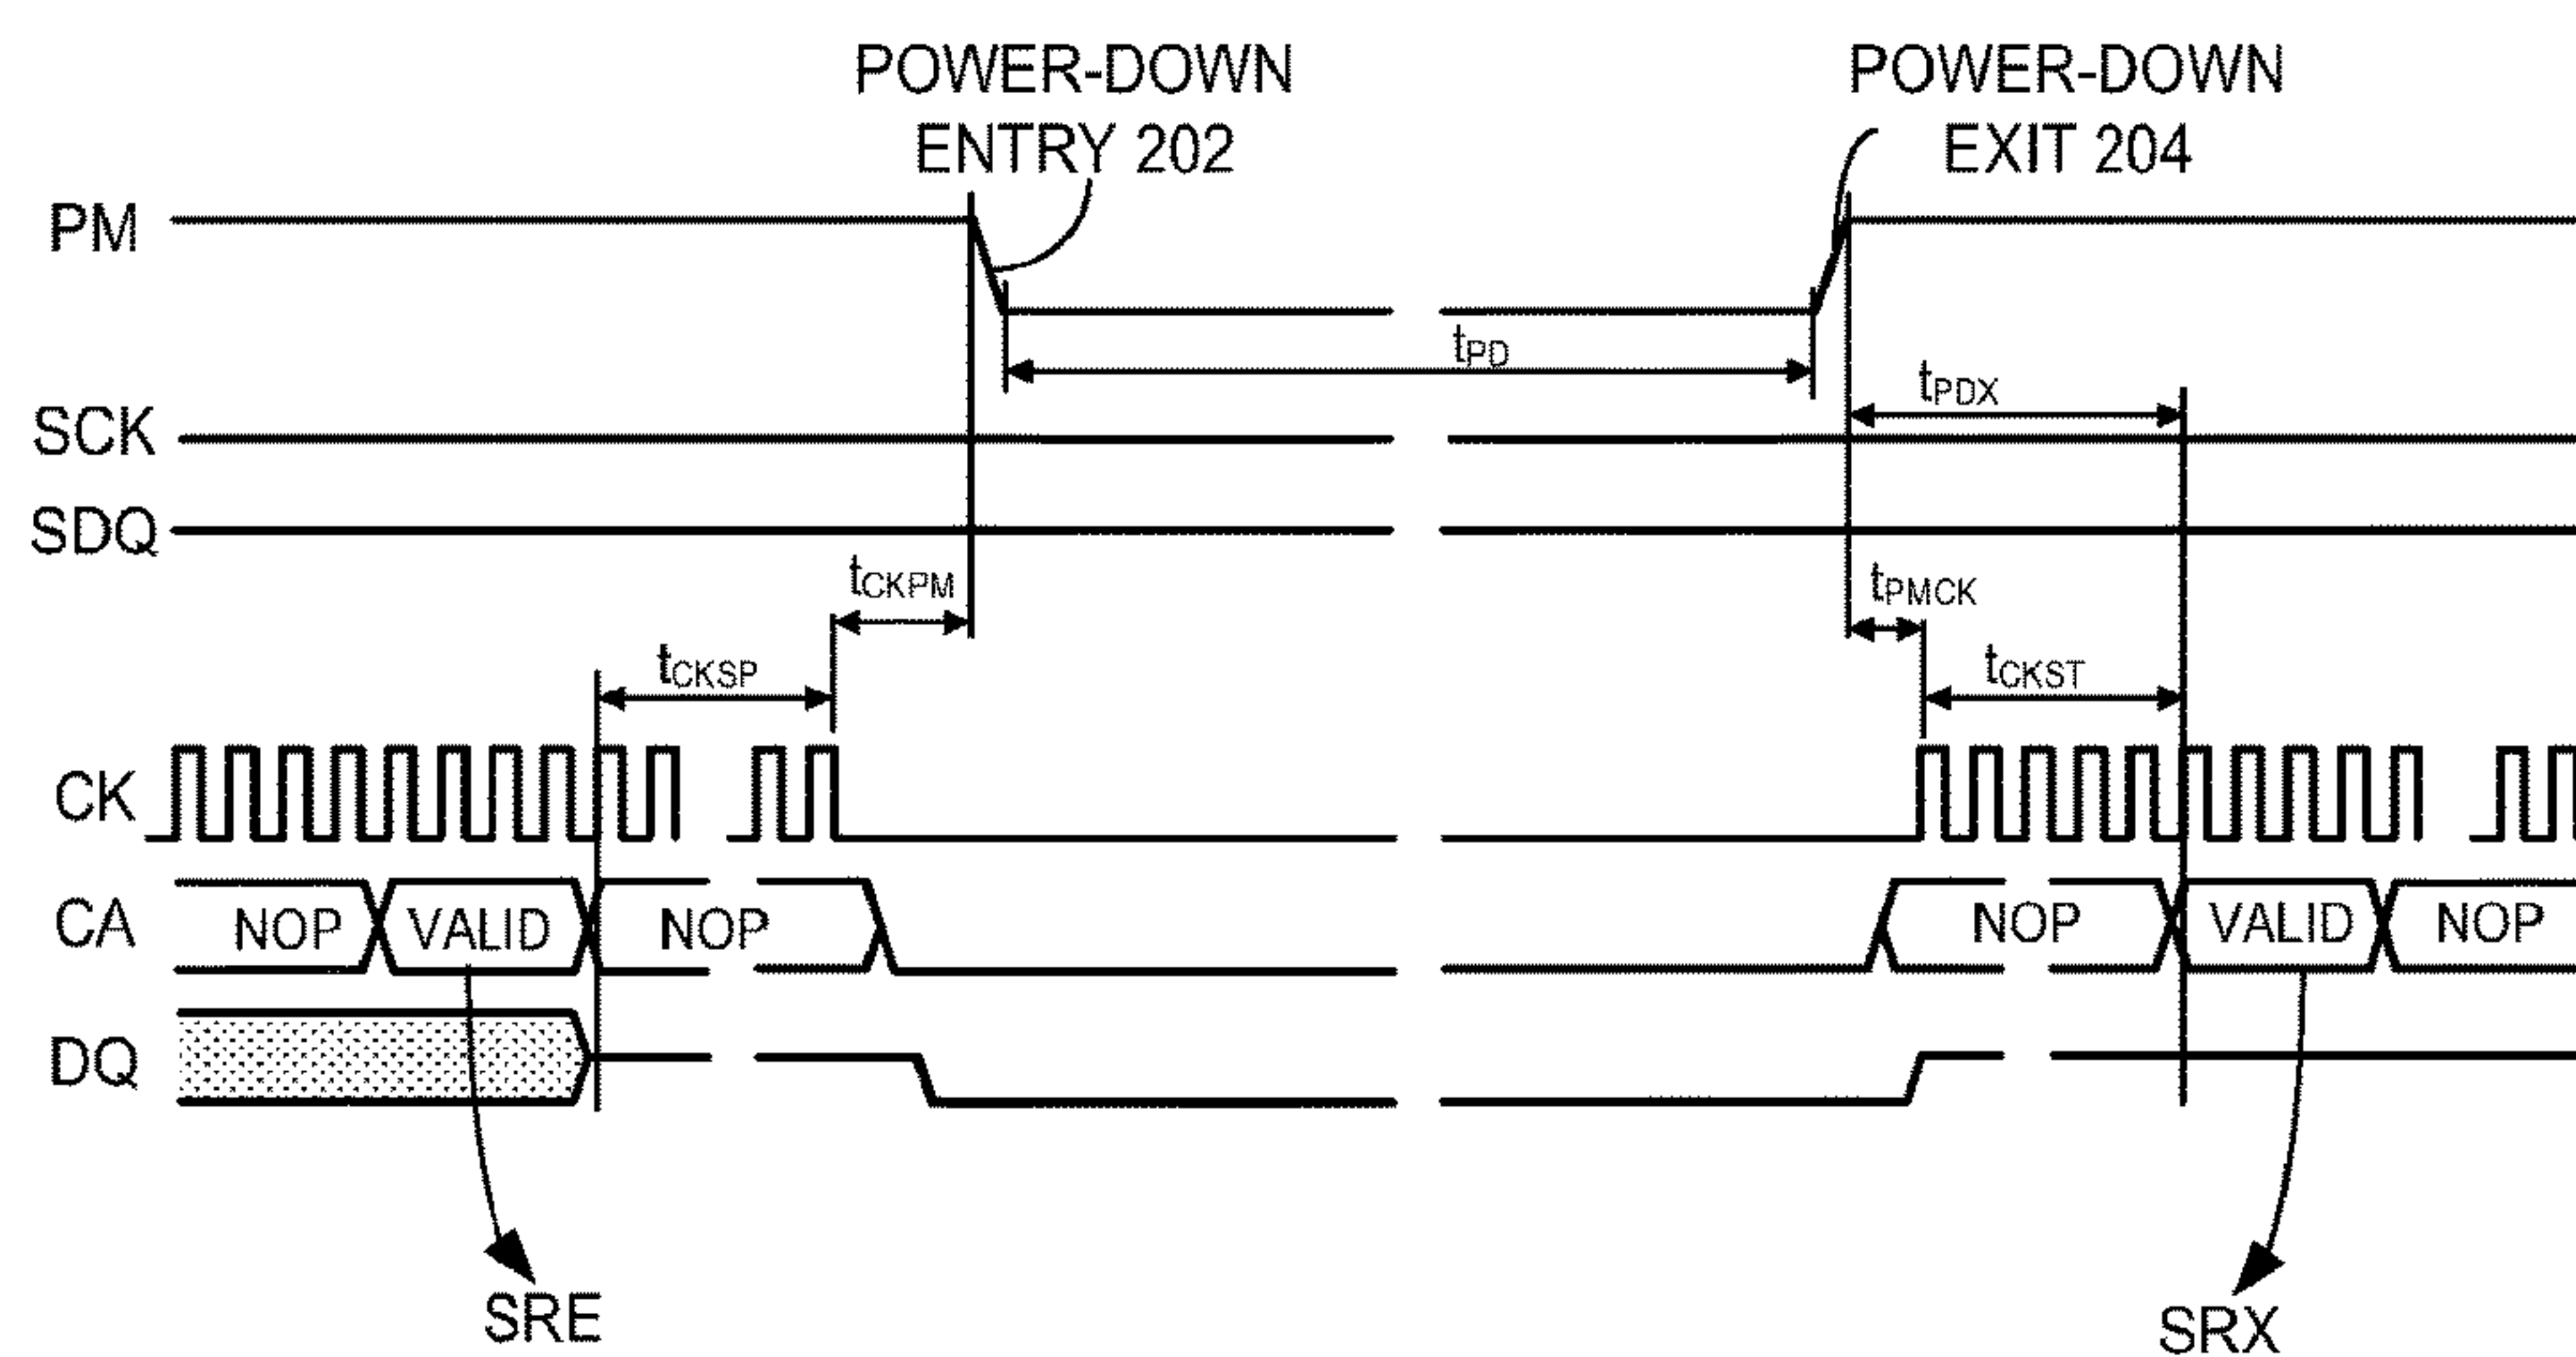 POWER-DOWN
ENTRY 202
POWER-DOWN
EXIT 204
PM
tPD
tPDX
SCK
SDQ
tCKPM
tPMCK
tCKSP
tCKST
CK
CA
NOP
VALID
NOP
NOP
VALID
NOP
DQ
SRE
SRX